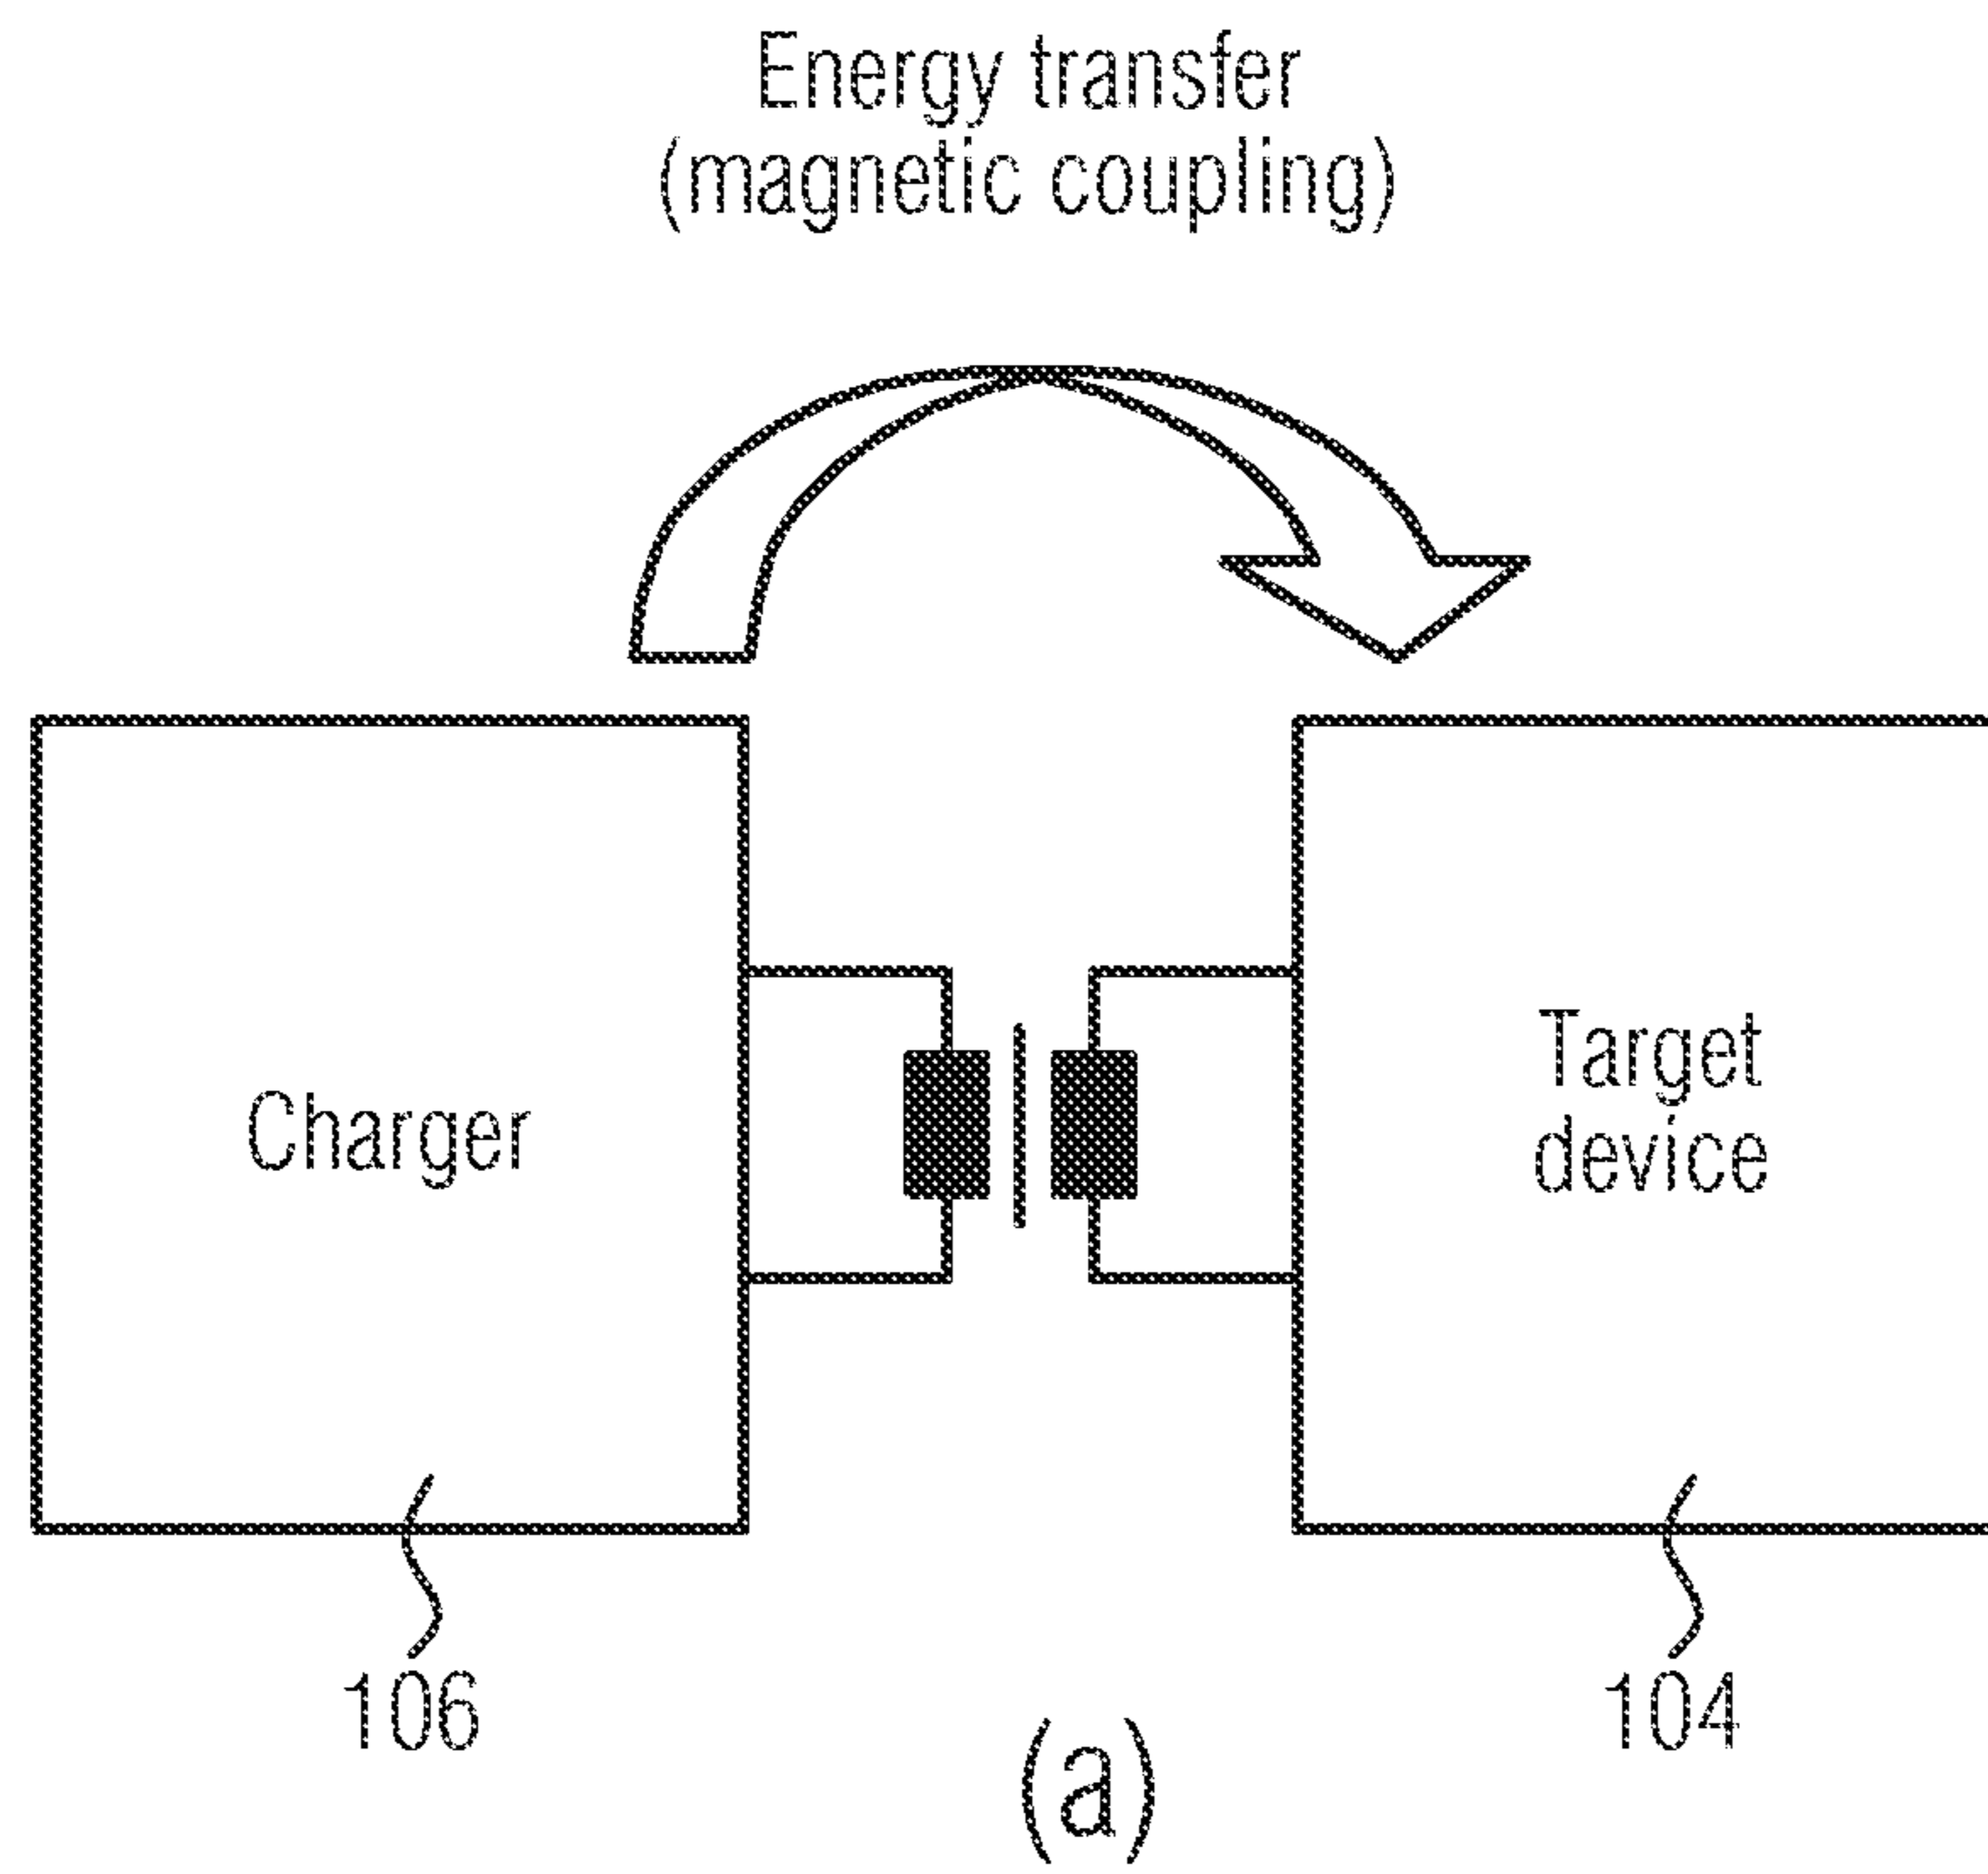 Energy transfer
(magnetic coupling)
Charger
Target
device
106
104
(a)